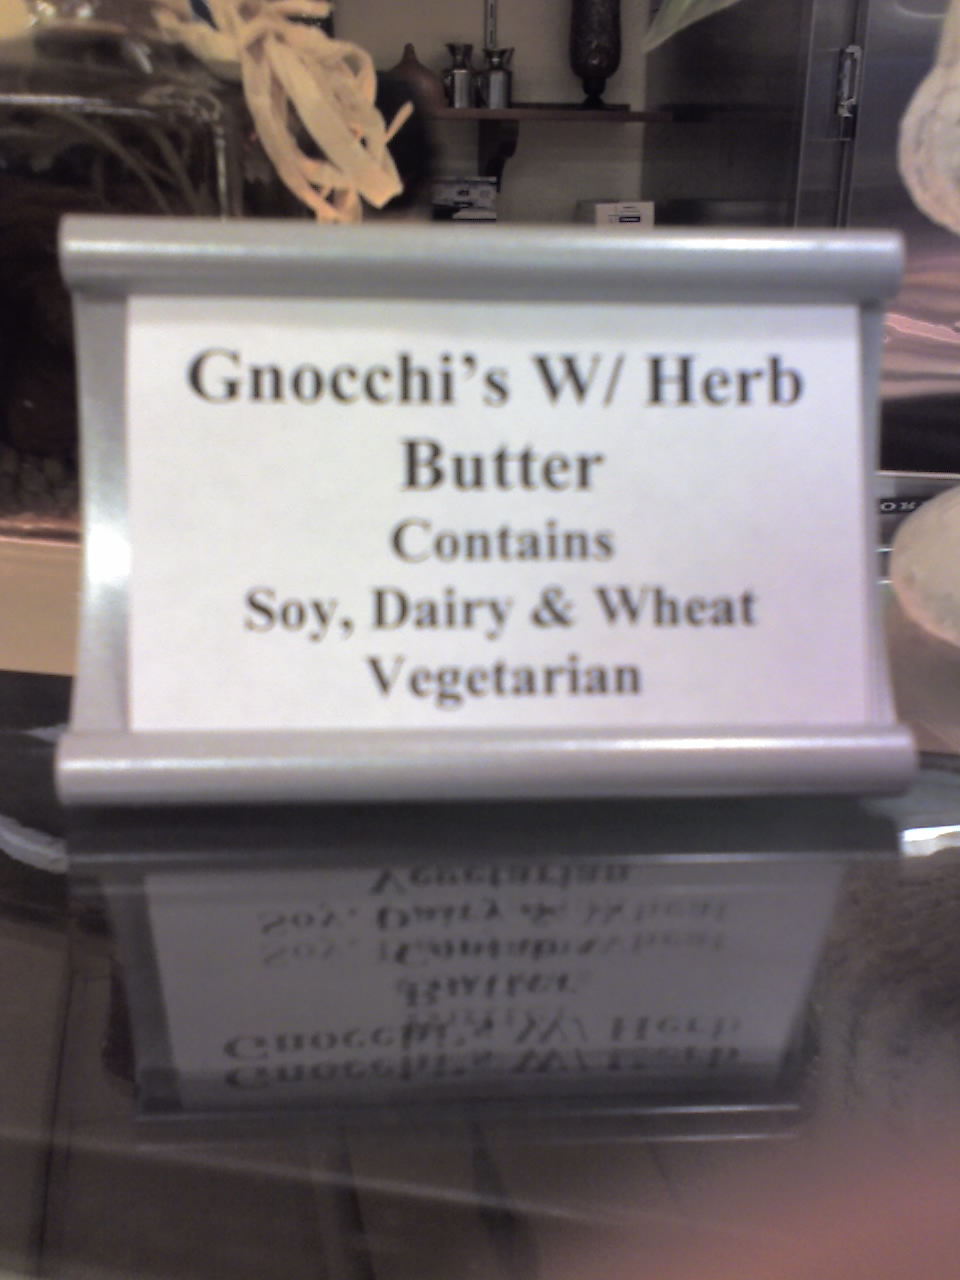 Gnocchi's W/ Herb
Butter
Contains
Soy, Dairy & Wheat
Vegetarian